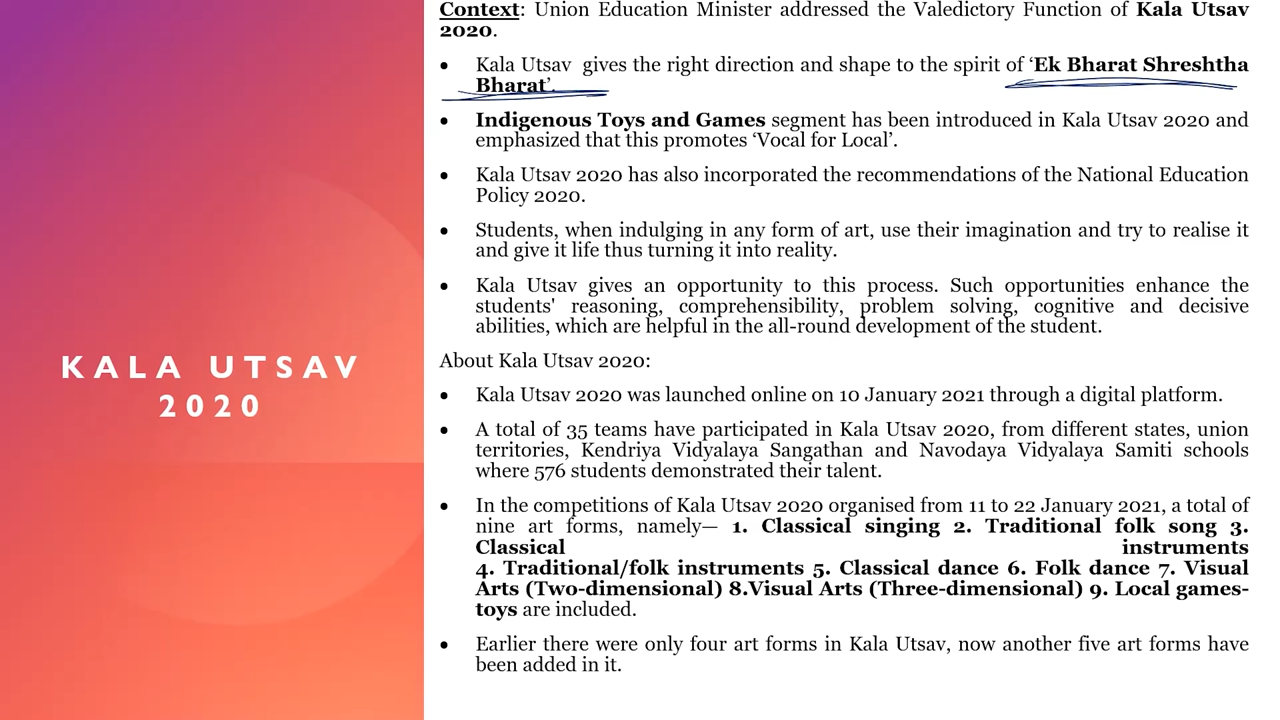 KALA UTSAV
2020
Context: Union Education Minister addressed the Valedictory Function of Kala Utsav
2020.
• Kala Utsav gives the right direction and shape to the spirit of ‘Ek Bharat Shreshtha
Bharat’.
• Indigenous Toys and Games segment has been introduced in Kala Utsav 2020 and
emphasized that this promotes ‘Vocal for Local’.
• Kala Utsav 2020 has also incorporated the recommendations of the National Education
Policy 2020.
• Students, when indulging in any form of art, use their imagination and try to realise it
and give it life thus turning it into reality.
• Kala Utsav gives an opportunity to this process. Such opportunities enhance the
students' reasoning, comprehensibility, problem solving, cognitive and decisive
abilities, which are helpful in the all-round development of the student.
About Kala Utsav 2020:
• Kala Utsav 2020 was launched online on 10 January 2021 through a digital platform.
• A total of 35 teams have participated in Kala Utsav 2020, from different states, union
territories, Kendriya Vidyalaya Sangathan and Navodaya Vidyalaya Samiti schools
where 576 students demonstrated their talent.
• In the competitions of Kala Utsav 2020 organised from 11 to 22 January 2021, a total of
nine art forms, namely— 1. Classical singing 2. Traditional folk song 3.
Classical instruments
4. Traditional/folk instruments 5. Classical dance 6. Folk dance 7. Visual
Arts (Two-dimensional) 8.Visual Arts (Three-dimensional) 9. Local games-
toys are included.
• Earlier there were only four art forms in Kala Utsav, now another five art forms have
been added in it.